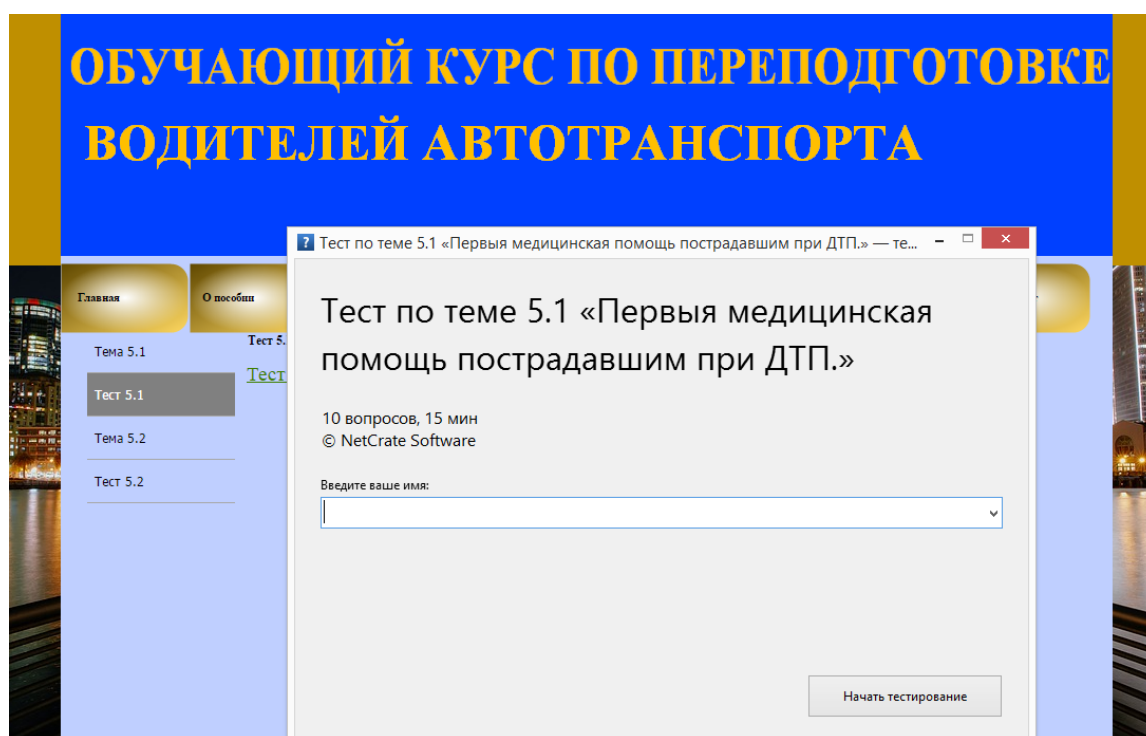 ОБУЧАЮЩИЙ КУРС ПО ПЕРЕПОДГОТОВКЕ
ВОДИТЕЛЕЙ АВТОТРАНСПОРТА
Тест по теме 5.1 «Первыя медицинская помощь пострадавшим при ДТП.» — те...
Главная
О пособии
Тема 5.1
Тест 5.1
Тема 5.2
Тест 5.2
Тест 5.
Тест
Тест по теме 5.1 «Первыя медицинская
помощь пострадавшим при ДТП.»
10 вопросов, 15 мин
© NetCrate Software
Введите ваше имя:
Начать тестирование